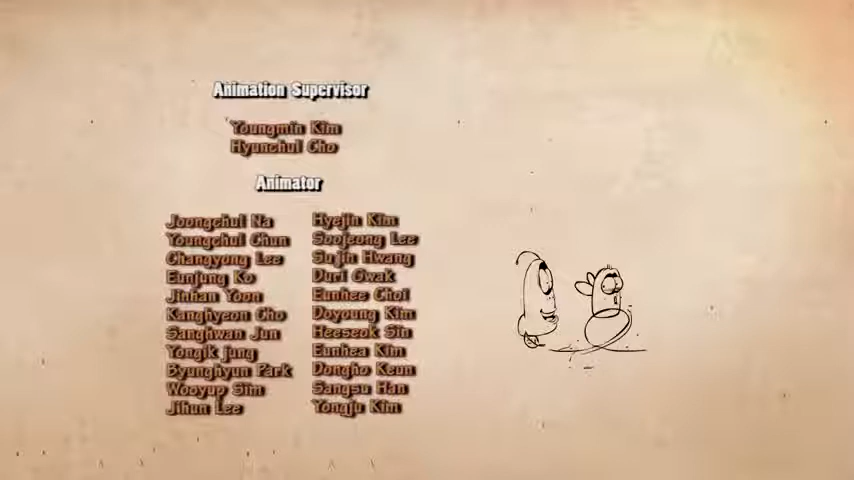 Animation Supervisor
Youngmin Kim
Hyunchul Cho
Animator
Joongchul Na Hyejin Kim
Youngchul Chun Soojeong Lee
Changyong Lee Sujin Hwang
Eunjung Ko Duri Gwak
Jinhan Yoon Eunhee Choi
Kanghyeon Cho Doyoung Kim
Sanghwan Jun Heeseok Sin
Yongik Jung Eunhea Kim
Byunghyun Park Dongho Keum
Wooyup Sim Sangsu Han
Jihun Lee Yongju Kim